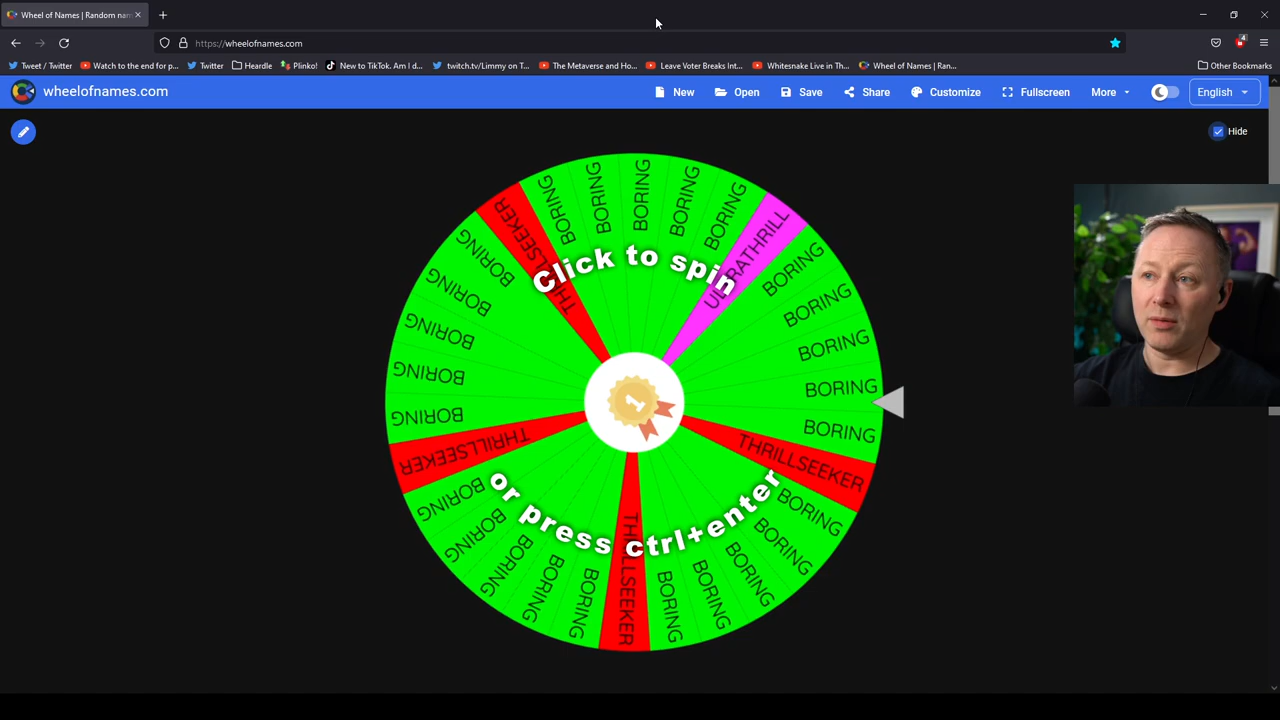 Wheel of Names | Random nam
https://wheelofnames.com
Tweet / Twitter
Watch to the end for p...
Twitter
Heardle
Plinko!
New to TikTok. Am I d...
twitch.tv/Limmy on T...
The Metaverse and Ho...
Leave Voter Breaks Int...
Whitesnake Live in Th...
Wheel of Names | Ran...
Other Bookmarks
4
wheelofnames.com
New
Open
Save
Share
Customize
Fullscreen
More
English
Hide
Click to spin
or press ctrl+enter
1
BORING
BORING
BORING
BORING
BORING
ULTRATHRILL
BORING
BORING
BORING
BORING
BORING
THRILLSEEKER
BORING
BORING
BORING
BORING
BORING
THRILLSEEKER
BORING
BORING
BORING
BORING
BORING
THRILLSEEKER
BORING
BORING
BORING
BORING
BORING
THRILLSEEKER